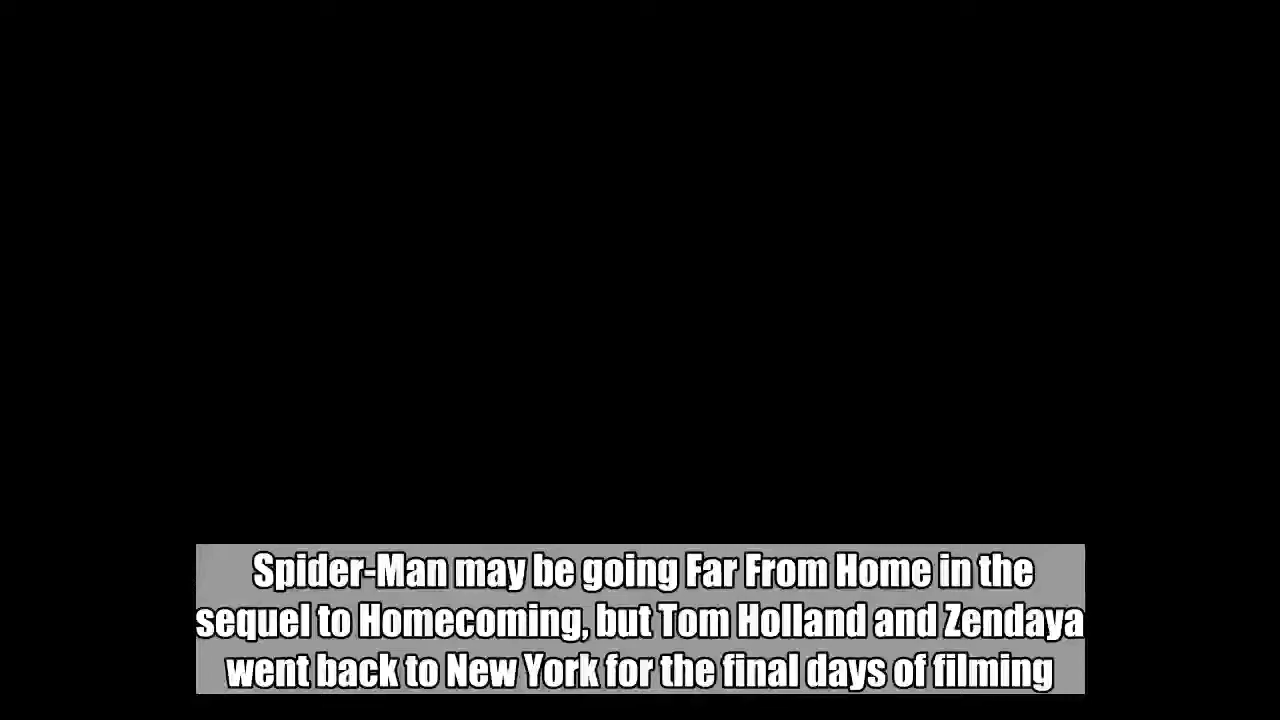 Spider-Man may be going Far From Home in the
sequel to Homecoming, but Tom Holland and Zendaya
went back to New York for the final days of filming